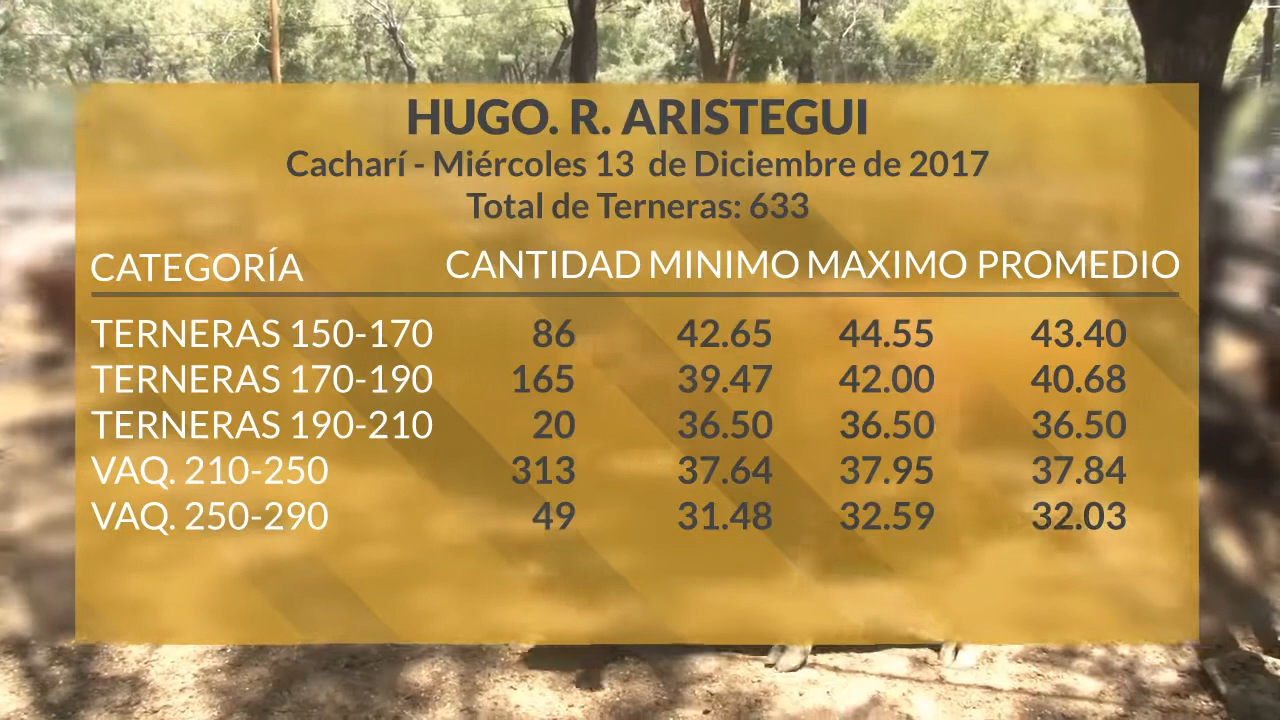 HUGO. R. ARISTEGUI
Cacharí - Miércoles 13 de Diciembre de 2017
Total de Terneras: 633
CATEGORÍA CANTIDAD MINIMO MAXIMO PROMEDIO
TERNERAS 150-170 86 42.65 44.55 43.40
TERNERAS 170-190 165 39.47 42.00 40.68
TERNERAS 190-210 20 36.50 36.50 36.50
VAQ. 210-250 313 37.64 37.95 37.84
VAQ. 250-290 49 31.48 32.59 32.03